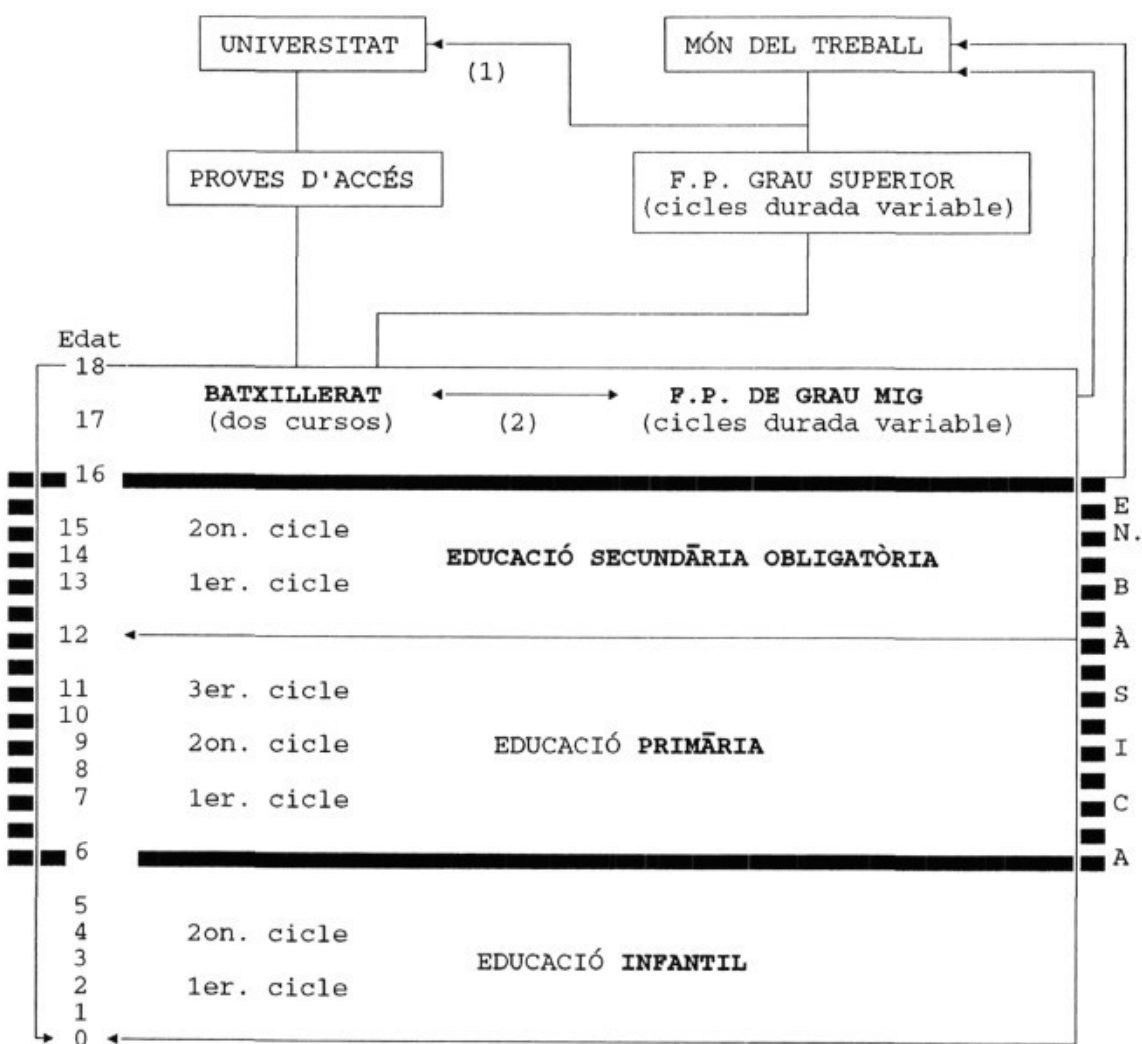 UNIVERSITAT
MÓN DEL TREBALL
(1)
PROVES D'ACCÉS
F.P. GRAU SUPERIOR
(cicles durada variable)
Edat
18
BATXILLERAT
F.P. DE GRAU MIG
17
(dos cursos)
(2)
(cicles durada variable)
16
E
15
2on. cicle
N.
14
EDUCACIÓ SECUNDĀRIA OBLIGATÒRIA
13
1er. cicle
B
12
À
11
3er. cicle
S
10
9
2on. cicle
EDUCACIÓ PRIMĀRIA
I
8
7
1er. cicle
C
6
A
5
4
2on. cicle
3
EDUCACIÓ INFANTIL
2
1er. cicle
1
0